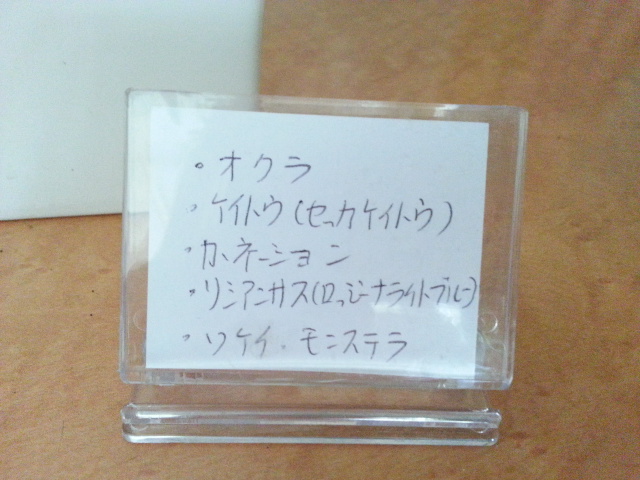 ・オクラ
・ケイトウ(セッカケイトウ)
・カーネーション
・リシアンサス(ロッジーナライトブルー)
・ソケイ・モンステラ